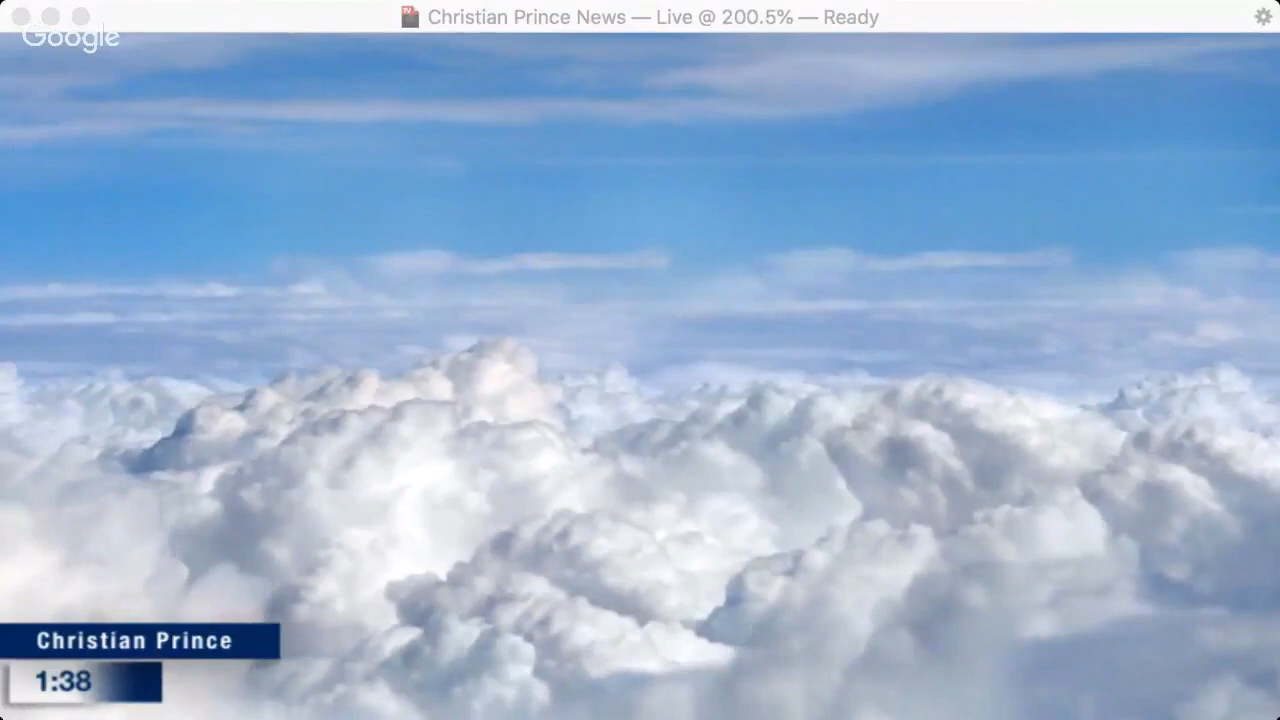 Christian Prince News — Live @ 200.5% — Ready
Google
Christian Prince
1:38